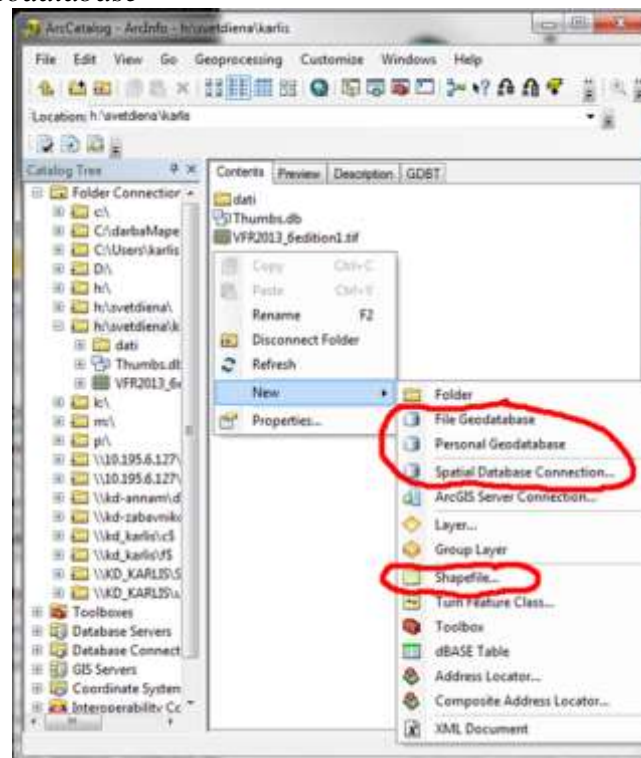 ArcCatalog - ArcInfo - h:\svetdiena\karlis
File Edit View Go Geoprocessing Customize Windows Help
Location: h:\svetdiena\karlis
Catalog Tree
Folder Connection
c:\
C:\darbaMape
C:\Users\karlis
D:\
h:\
h:\svetdiena\
h:\svetdiena\k
dati
Thumbs.db
VFR2013_6e
k:\
m:\
p:\
\\10.195.6.127\
\\10.195.6.127\
\\kd-annam\d
\\kd-zabavnik
\\kd_karlis\c$
\\kd_karlis\f$
\\KD_KARLIS\S
\\KD_KARLIS\
Toolboxes
Database Servers
Database Connect
GIS Servers
Coordinate System
Interoperability Cc
Contents Preview Description GDBT
dati
Thumbs.db
VFR2013_6edition1.tif
Copy Ctrl+C
Paste Ctrl+V
Rename F2
Disconnect Folder
Refresh
New
Properties...
Folder
File Geodatabase
Personal Geodatabase
Spatial Database Connection...
ArcGIS Server Connection...
Layer...
Group Layer
Shapefile...
Turn Feature Class...
Toolbox
dBASE Table
Address Locator...
Composite Address Locator...
XML Document